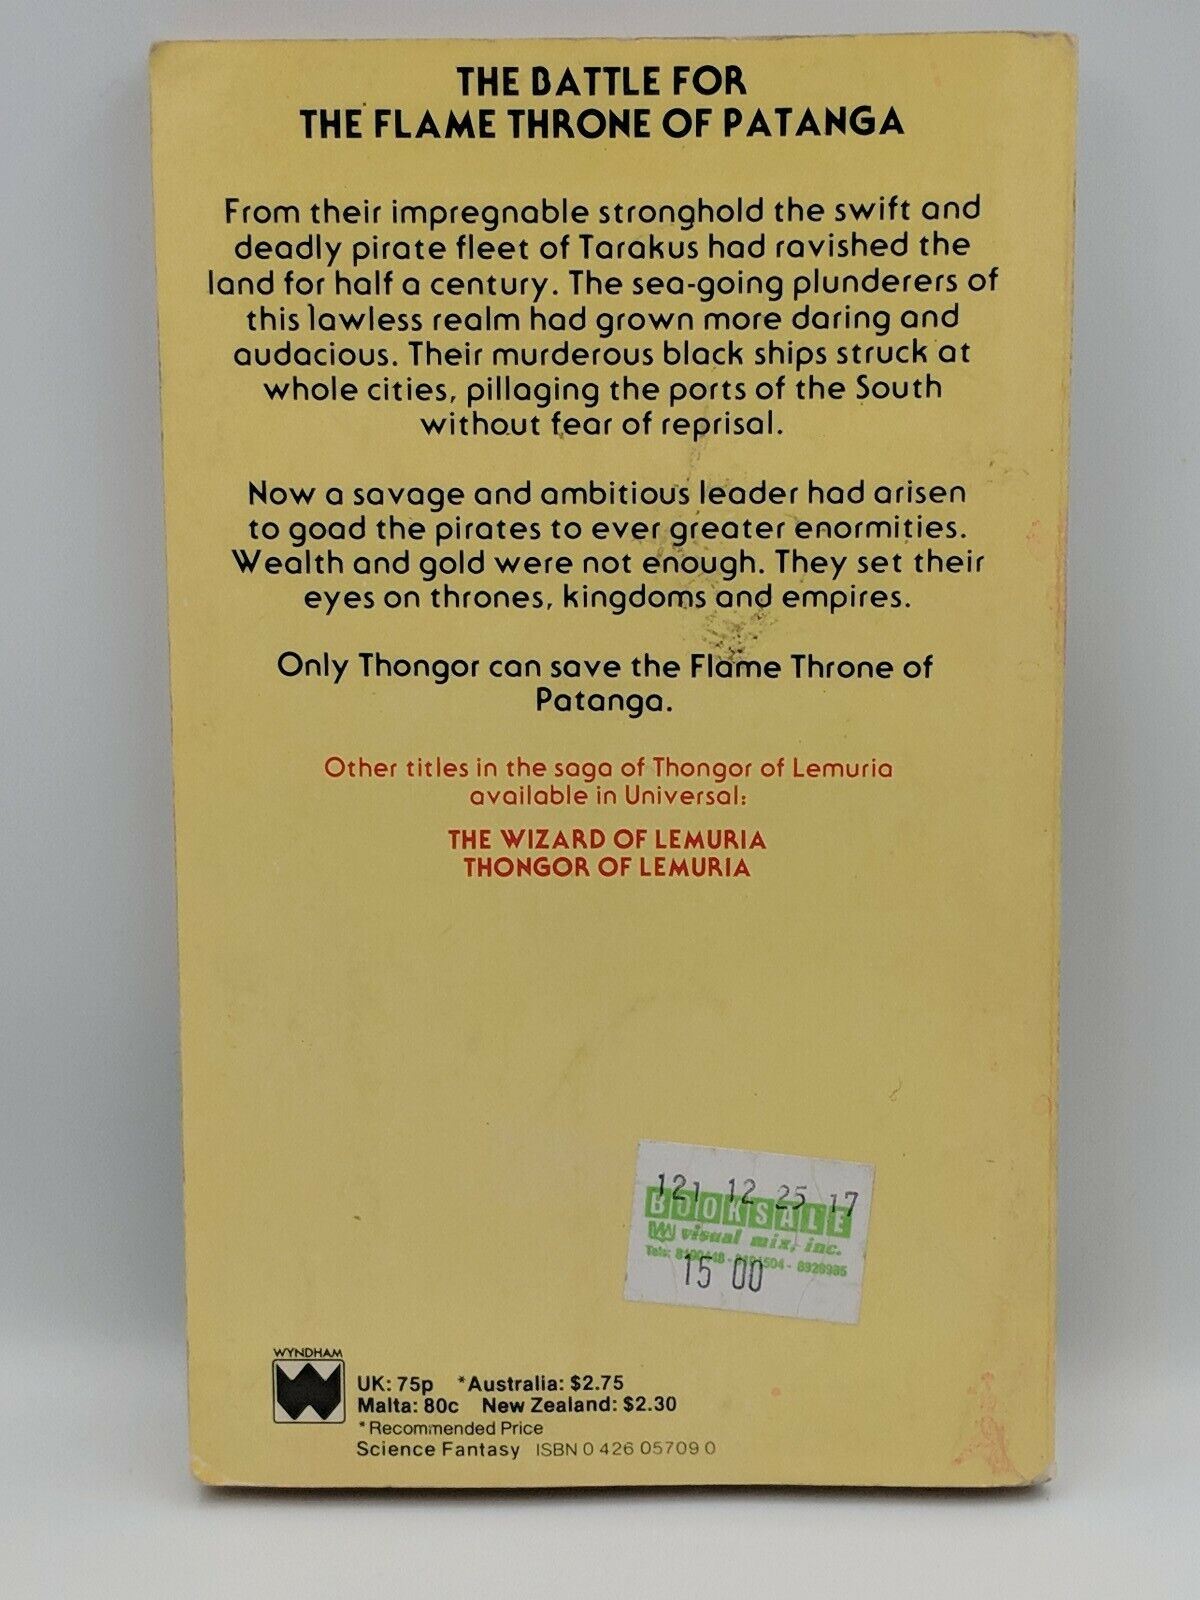 THE BATTLE FOR
THE FLAME THRONE OF PATANGA
From their impregnable stronghold the swift and
deadly pirate fleet of Tarakus had ravished the
land for half a century. The sea-going plunderers of
this lawless realm had grown more daring and
audacious. Their murderous black ships struck at
whole cities, pillaging the ports of the South
without fear of reprisal.
Now a savage and ambitious leader had arisen
to goad the pirates to ever greater enormities.
Wealth and gold were not enough. They set their
eyes on thrones, kingdoms and empires.
Only Thongor can save the Flame Throne of
Patanga.
Other titles in the saga of Thongor of Lemuria
available in Universal:
THE WIZARD OF LEMURIA
THONGOR OF LEMURIA
121 12 25 17
BOOKSALE
visual mix, inc.
Tels: 504 - 8929985
15 00
WYNDHAM
UK: 75p *Australia: $2.75
Malta: 80c New Zealand: $2.30
*Recommended Price
Science Fantasy ISBN 0 426 05709 0